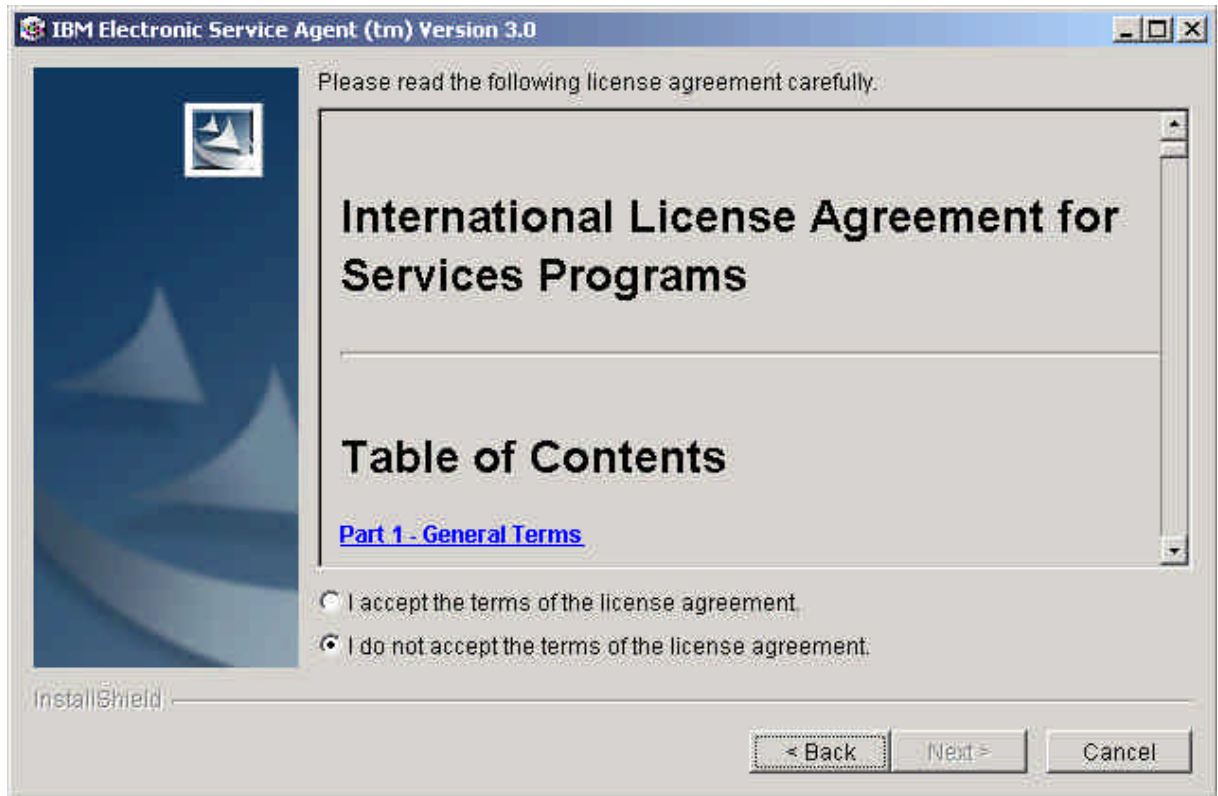 IBM Electronic Service Agent (tm) Version 3.0
Please read the following license agreement carefully.
International License Agreement for
Services Programs
Table of Contents
Part 1 - General Terms
I accept the terms of the license agreement.
I do not accept the terms of the license agreement.
InstallShield
< Back
Next >
Cancel